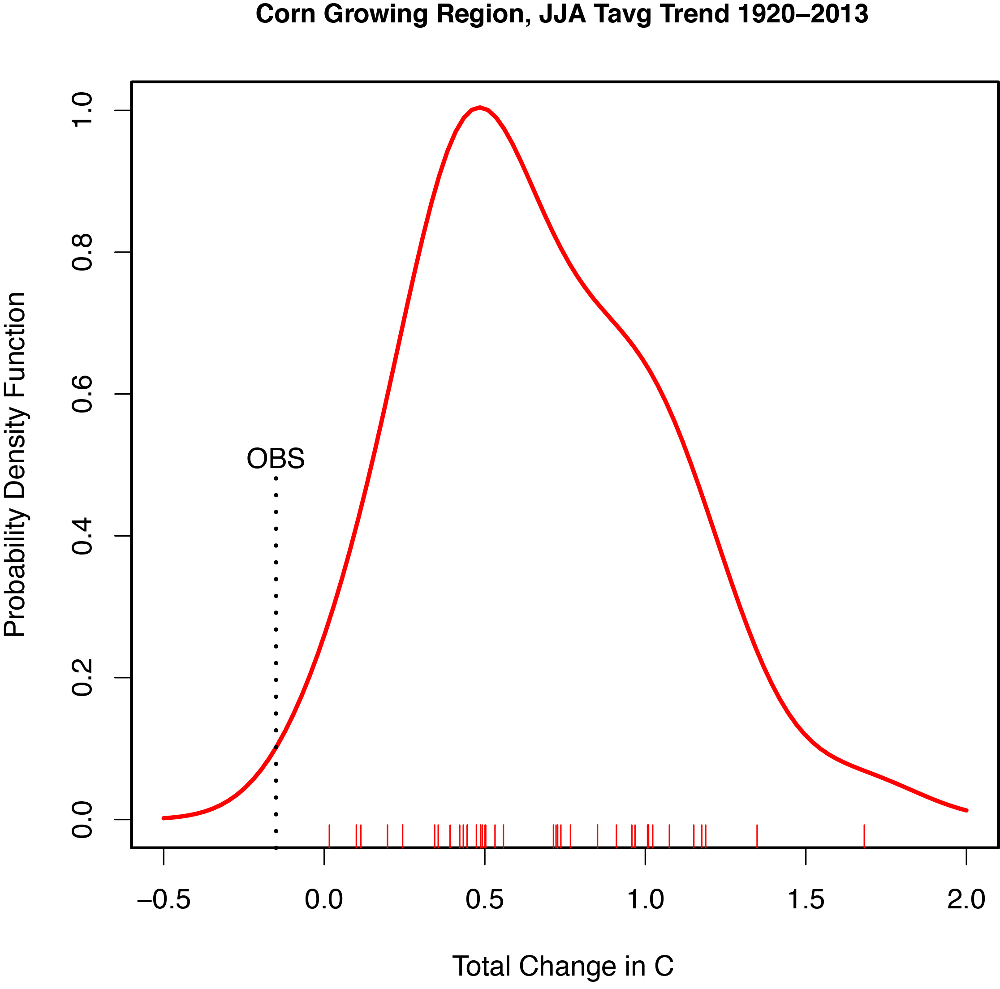 Corn Growing Region, JJA Tavg Trend 1920–2013
Probability Density Function
1.0
0.8
0.6
0.4
0.2
0.0
OBS
−0.5 0.0 0.5 1.0 1.5 2.0
Total Change in C